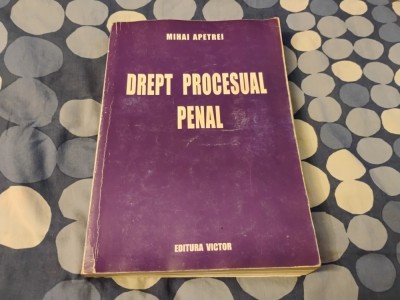 MIHAI APETREI
DREPT PROCESUAL
PENAL
EDITURA VICTOR